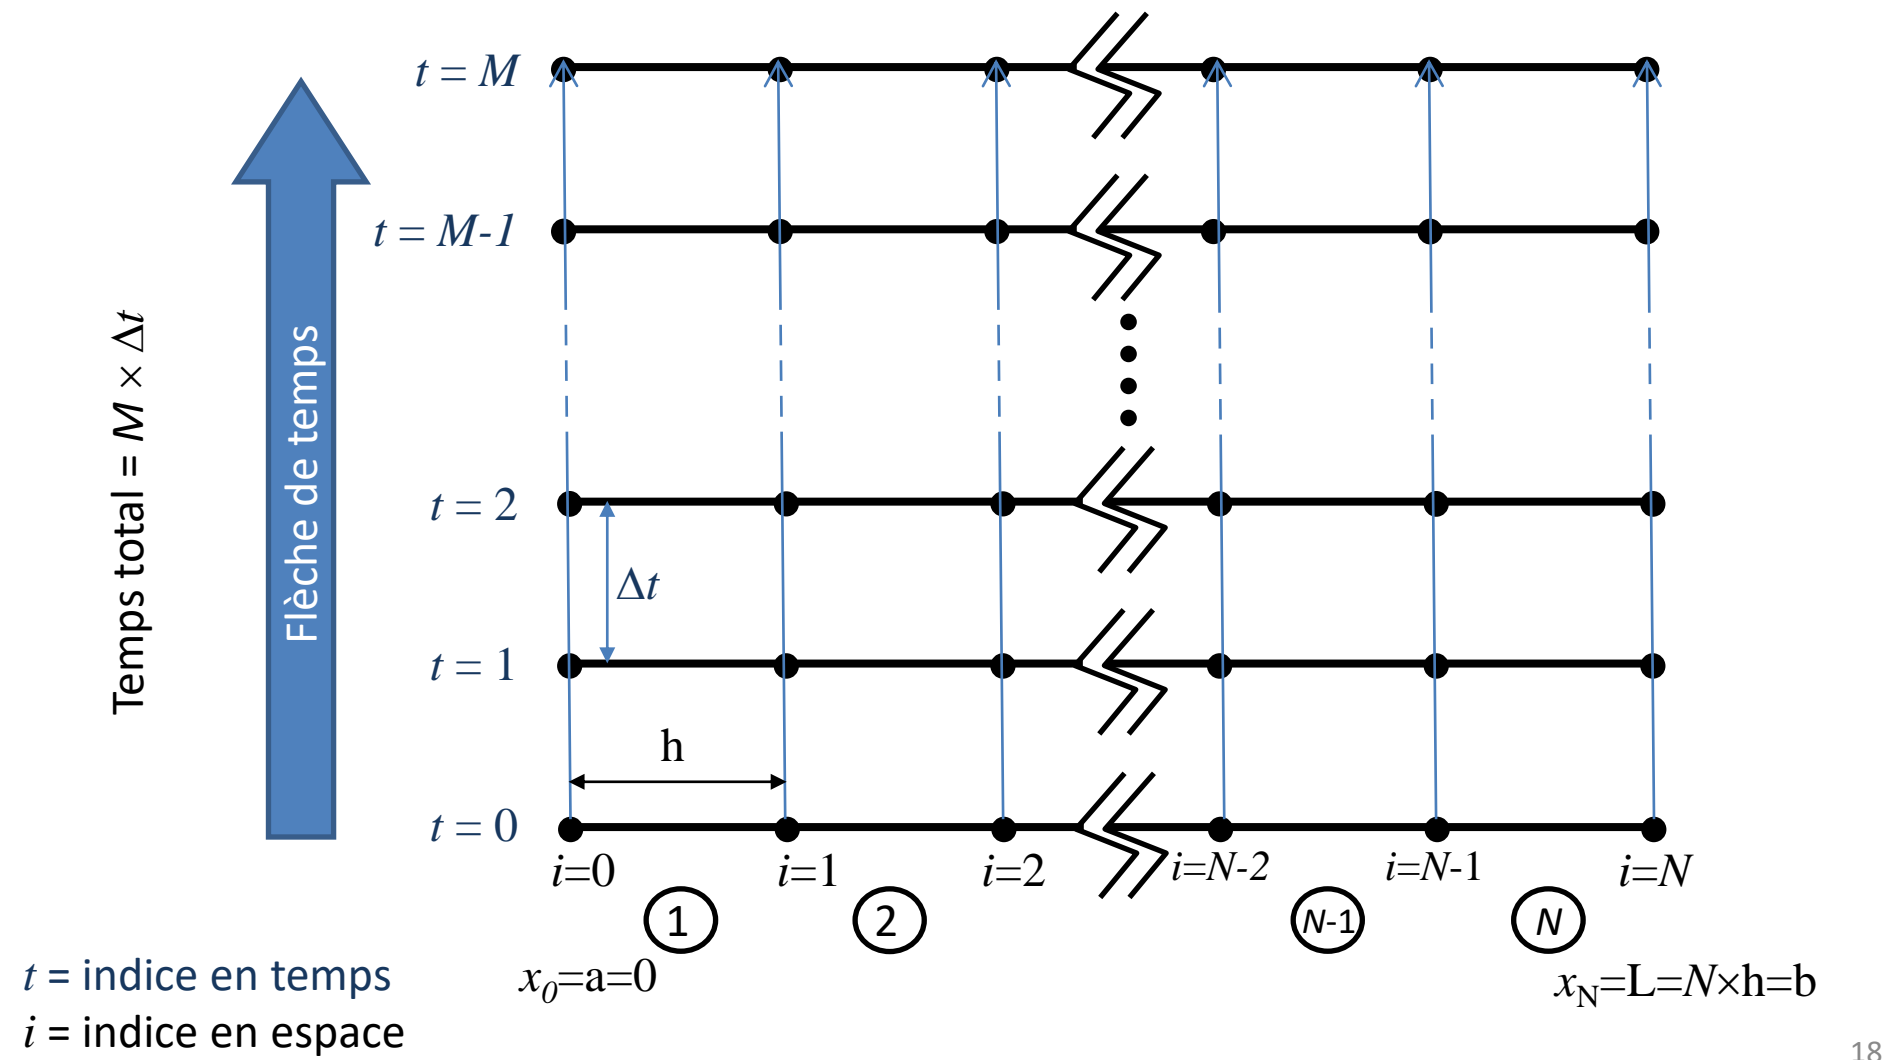 t = M
t = M-1
Temps total = M × Δt
Flèche de temps
t = 2
Δt
t = 1
h
t = 0
i=0 i=1 i=2 i=N-2 i=N-1 i=N
1 2 N-1 N
t = indice en temps
x0=a=0
xN=L=N×h=b
i = indice en espace
18